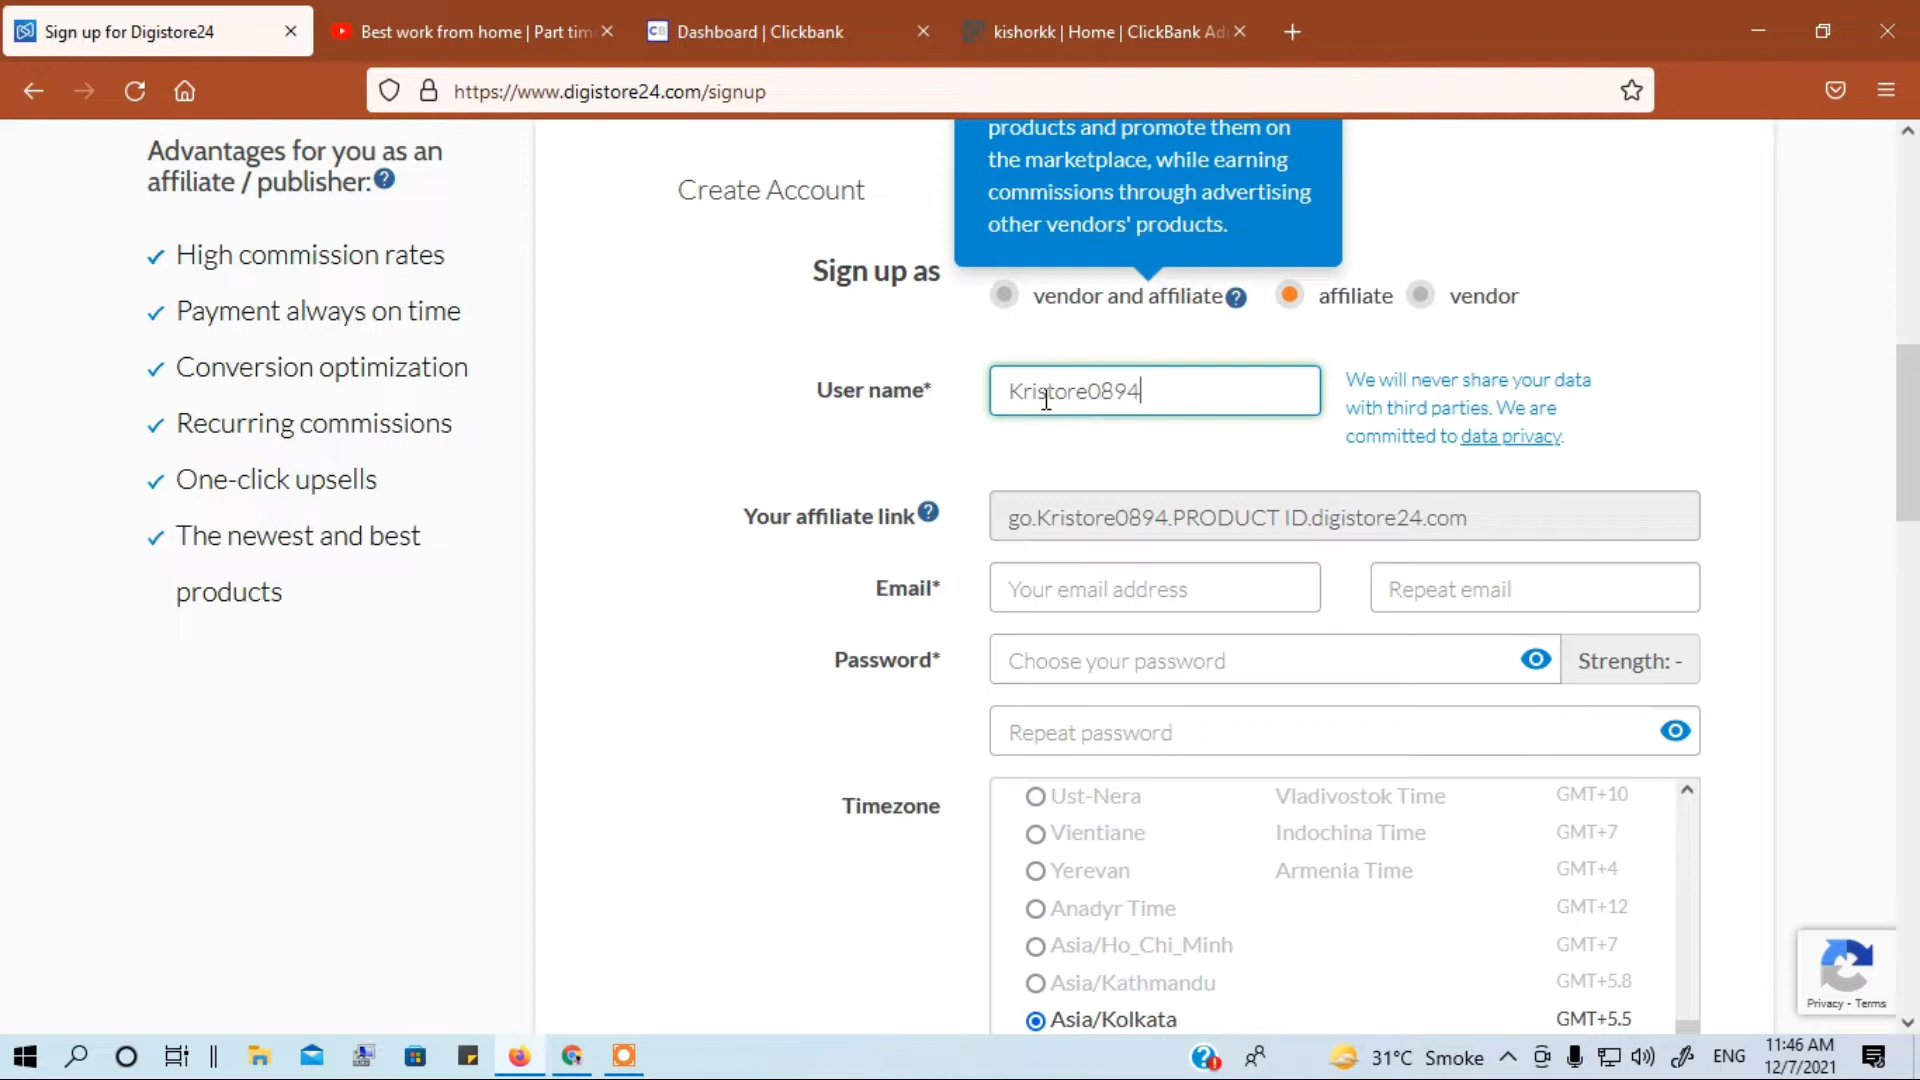 Sign up for Digistore24
Best work from home | Part tim
Dashboard | Clickbank
kishorkk | Home | ClickBank Ad
https://www.digistore24.com/signup
Advantages for you as an
affiliate / publisher:
High commission rates
Payment always on time
Conversion optimization
Recurring commissions
One-click upsells
The newest and best
products
products and promote them on
the marketplace, while earning
commissions through advertising
other vendors' products.
Create Account
Sign up as
vendor and affiliate
affiliate
vendor
User name*
Kristore0894
We will never share your data
with third parties. We are
committed to data privacy.
Your affiliate link
go.Kristore0894.PRODUCT ID.digistore24.com
Email*
Your email address
Repeat email
Password*
Choose your password
Strength: -
Repeat password
Timezone
Ust-Nera Vladivostok Time GMT+10
Vientiane Indochina Time GMT+7
Yerevan Armenia Time GMT+4
Anadyr Time GMT+12
Asia/Ho_Chi_Minh GMT+7
Asia/Kathmandu GMT+5.8
Asia/Kolkata GMT+5.5
Privacy - Terms
31°C Smoke
ENG
11:46 AM
12/7/2021